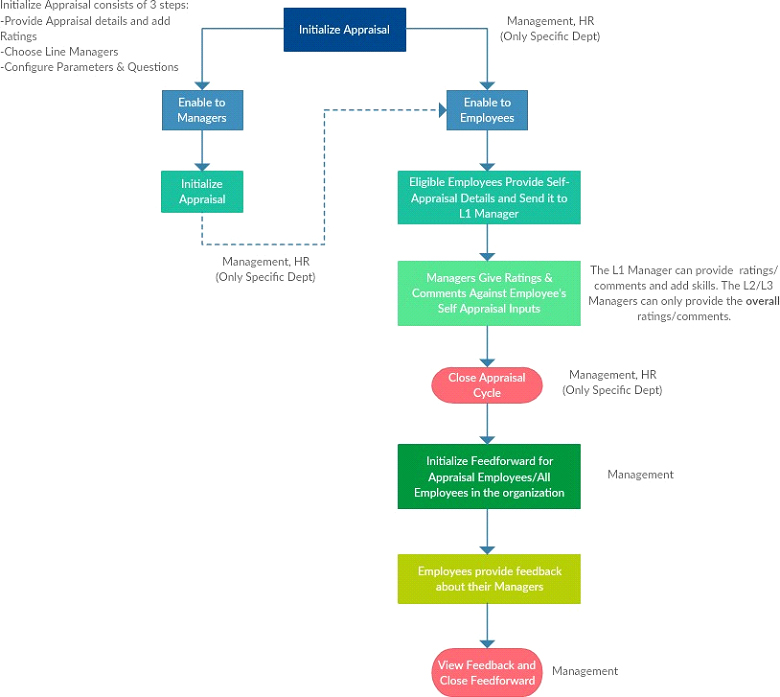 Initialize Appraisal consists of 3 steps:
-Provide Appraisal details and add
Ratings
-Choose Line Managers
-Configure Parameters & Questions
Initialize Appraisal
Management, HR
(Only Specific Dept)
Enable to
Managers
Enable to
Employees
Initialize
Appraisal
Eligible Employees Provide Self-
Appraisal Details and Send it to
L1 Manager
Management, HR
(Only Specific Dept)
Managers Give Ratings &
Comments Against Employee's
Self Appraisal Inputs
The L1 Manager can provide ratings/
comments and add skills. The L2/L3
Managers can only provide the overall
ratings/comments.
Close Appraisal
Cycle
Management, HR
(Only Specific Dept)
Initialize Feedforward for
Appraisal Employees/All
Employees in the organization
Management
Employees provide feedback
about their Managers
View Feedback and
Close Feedforward
Management